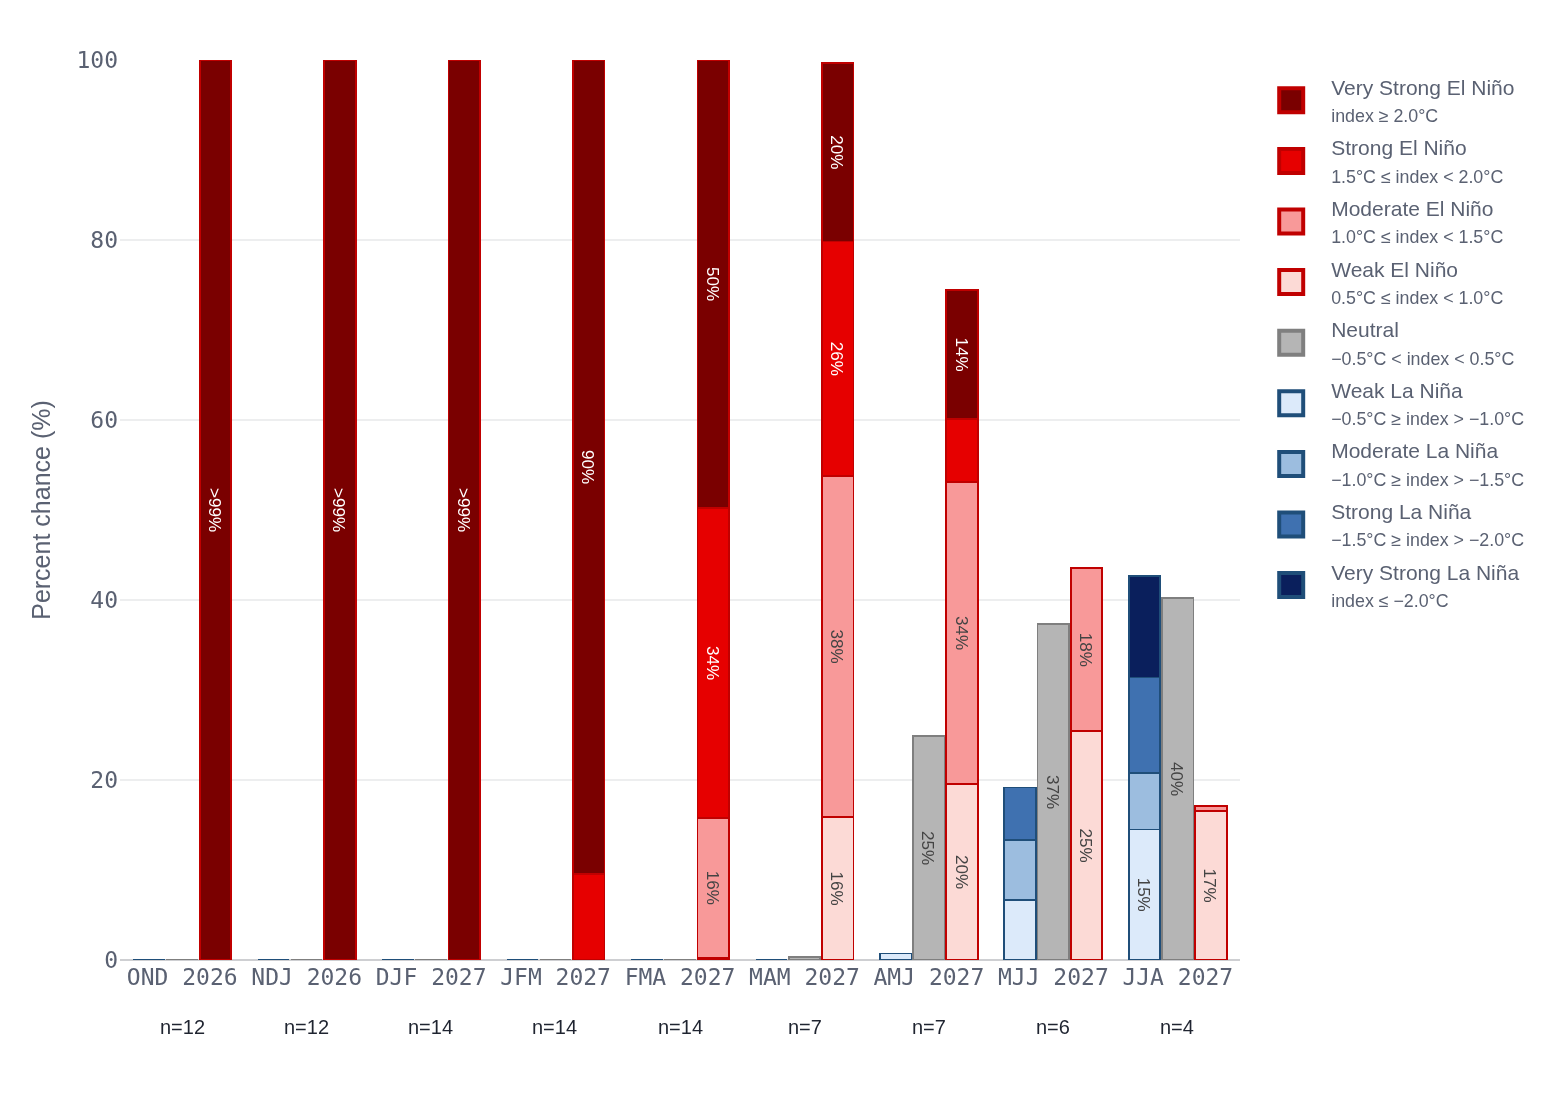 100
80
60
40
20
0
Percent chance (%)
>99%
>99%
>99%
90%
50%
34%
16%
20%
26%
38%
16%
25%
14%
34%
20%
37%
18%
25%
15%
40%
17%
OND 2026 NDJ 2026 DJF 2027 JFM 2027 FMA 2027 MAM 2027 AMJ 2027 MJJ 2027 JJA 2027
n=12 n=12 n=14 n=14 n=14 n=7 n=7 n=6 n=4
Very Strong El Niño
index ≥ 2.0°C
Strong El Niño
1.5°C ≤ index < 2.0°C
Moderate El Niño
1.0°C ≤ index < 1.5°C
Weak El Niño
0.5°C ≤ index < 1.0°C
Neutral
−0.5°C < index < 0.5°C
Weak La Niña
−0.5°C ≥ index > −1.0°C
Moderate La Niña
−1.0°C ≥ index > −1.5°C
Strong La Niña
−1.5°C ≥ index > −2.0°C
Very Strong La Niña
index ≤ −2.0°C